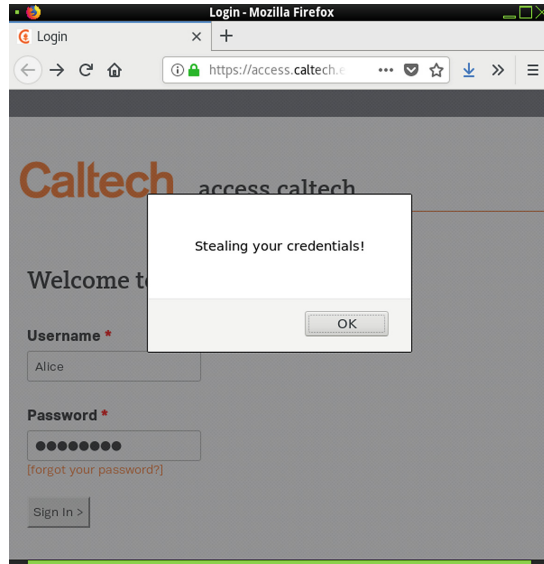 Login - Mozilla Firefox
Login
https://access.caltech.e
Caltech
access.caltech
Stealing your credentials!
OK
Welcome to
Username *
Alice
Password *
[forgot your password?]
Sign In >